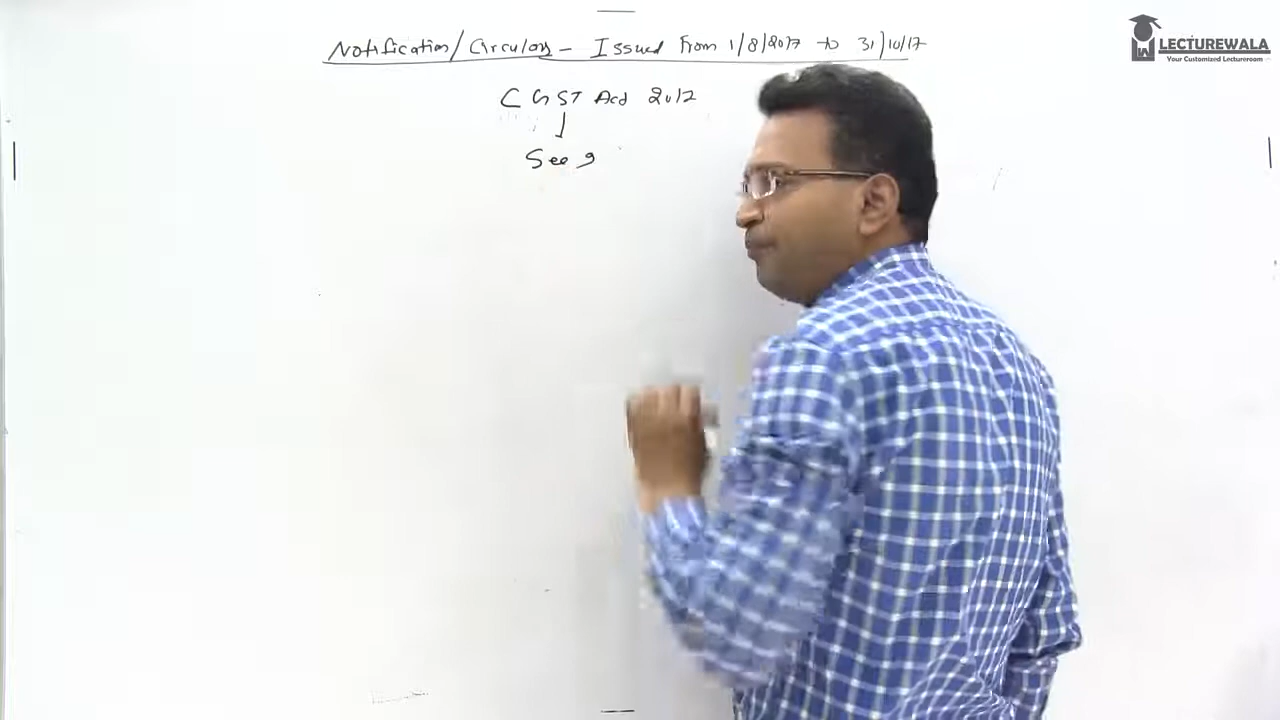 Notification/Circulars - Issued From 1/8/2017 to 31/10/17
LECTUREWALA
Your Customized Lectureroom
CGST Act 2017
Sec 9